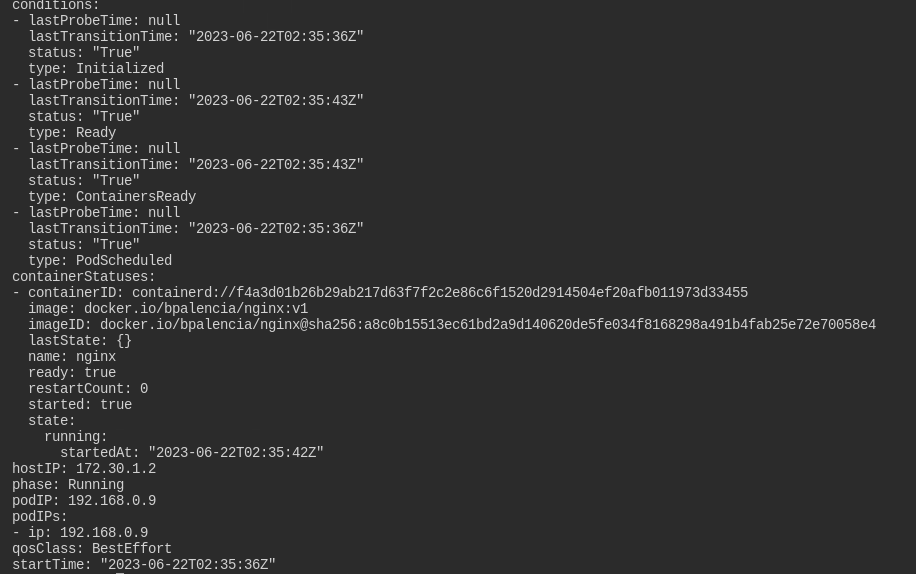 conditions:
- lastProbeTime: null
  lastTransitionTime: "2023-06-22T02:35:36Z"
  status: "True"
  type: Initialized
- lastProbeTime: null
  lastTransitionTime: "2023-06-22T02:35:43Z"
  status: "True"
  type: Ready
- lastProbeTime: null
  lastTransitionTime: "2023-06-22T02:35:43Z"
  status: "True"
  type: ContainersReady
- lastProbeTime: null
  lastTransitionTime: "2023-06-22T02:35:36Z"
  status: "True"
  type: PodScheduled
containerStatuses:
- containerID: containerd://f4a3d01b26b29ab217d63f7f2c2e86c6f1520d2914504ef20afb011973d33455
  image: docker.io/bpalencia/nginx:v1
  imageID: docker.io/bpalencia/nginx@sha256:a8c0b15513ec61bd2a9d140620de5fe034f8168298a491b4fab25e72e70058e4
  lastState: {}
  name: nginx
  ready: true
  restartCount: 0
  started: true
  state:
    running:
      startedAt: "2023-06-22T02:35:42Z"
hostIP: 172.30.1.2
phase: Running
podIP: 192.168.0.9
podIPs:
- ip: 192.168.0.9
qosClass: BestEffort
startTime: "2023-06-22T02:35:36Z"